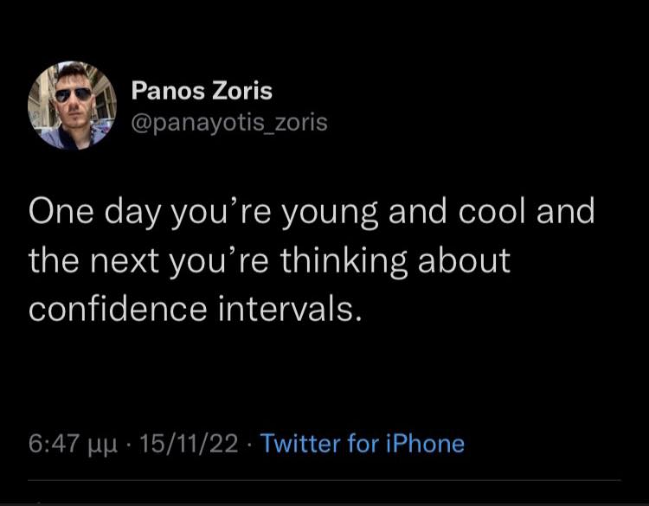 Panos Zoris
@panayotis_zoris
One day you’re young and cool and
the next you’re thinking about
confidence intervals.
6:47 μμ · 15/11/22 · Twitter for iPhone